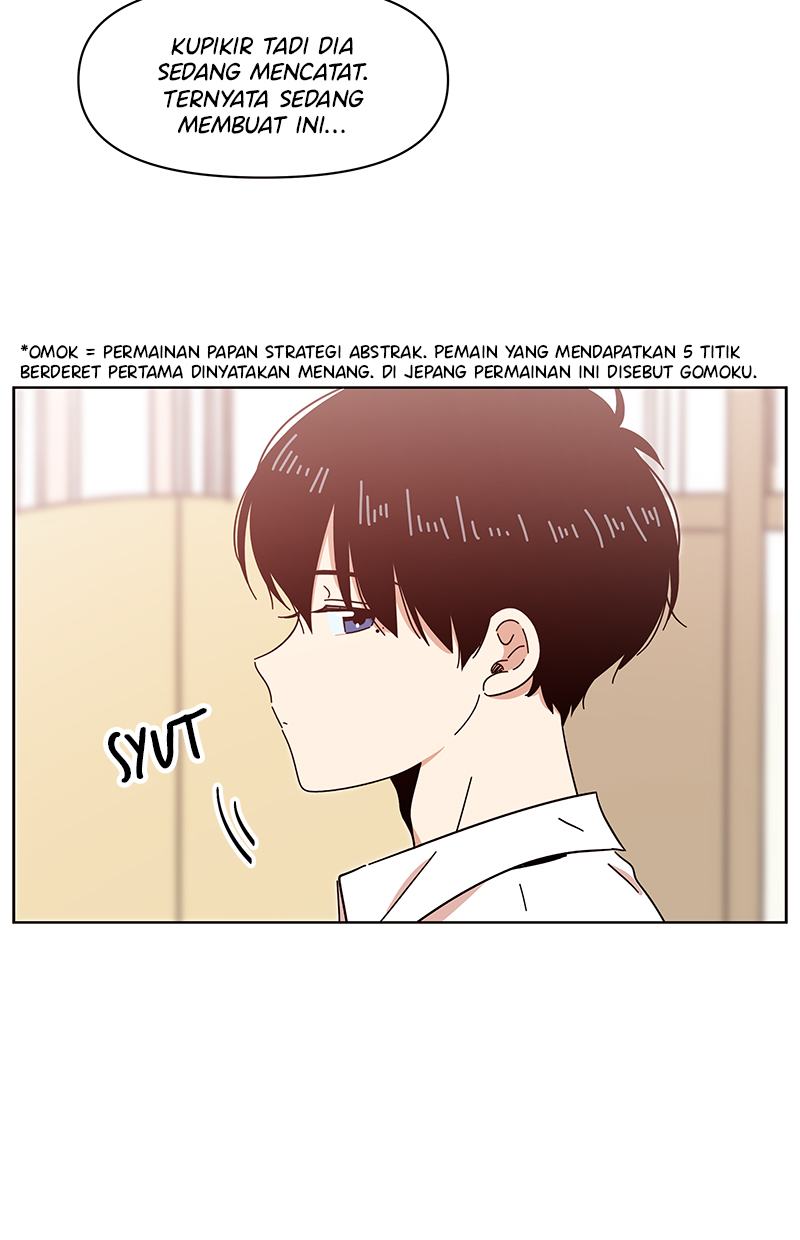 KUPIKIR TADI DIA
SEDANG MENCATAT.
TERNYATA SEDANG
MEMBUAT INI...
*OMOK = PERMAINAN PAPAN STRATEGI ABSTRAK. PEMAIN YANG MENDAPATKAN 5 TITIK
BERDERET PERTAMA DINYATAKAN MENANG. DI JEPANG PERMAINAN INI DISEBUT GOMOKU.
SYUT